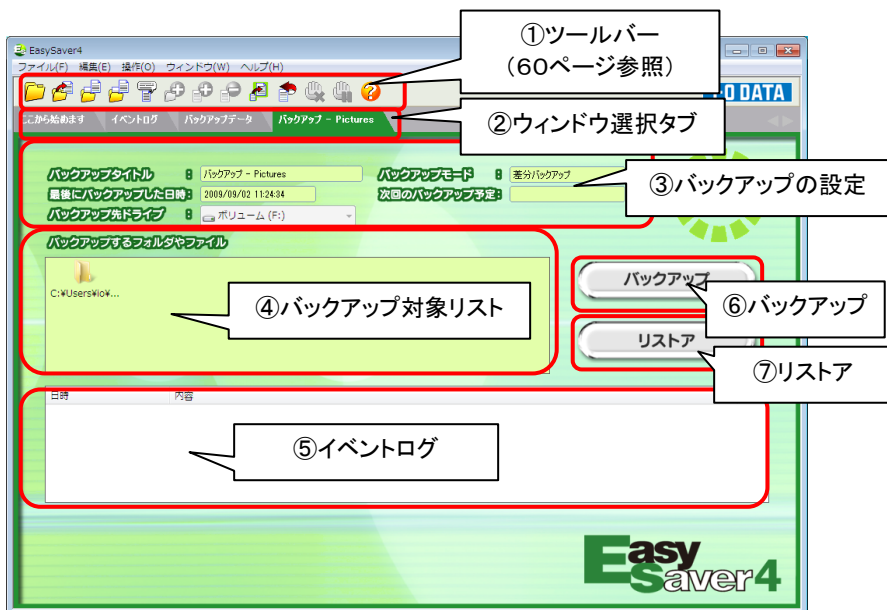 ①ツールバー
(60ページ参照)
EasySaver4
ファイル(F) 編集(E) 操作(O) ウィンドウ(W) ヘルプ(H)
O DATA
ここから始めます イベントログ バックアップデータ バックアップ - Pictures
②ウィンドウ選択タブ
バックアップタイトル : バックアップ - Pictures
バックアップモード : 差分バックアップ
③バックアップの設定
最後にバックアップした日時: 2009/09/02 11:24:34
次回のバックアップ予定:
バックアップ先ドライブ : ボリューム (F:)
バックアップするフォルダやファイル
C:¥Users¥io¥...
④バックアップ対象リスト
バックアップ
⑥バックアップ
リストア
⑦リストア
日時 内容
⑤イベントログ
Easy
Saver4